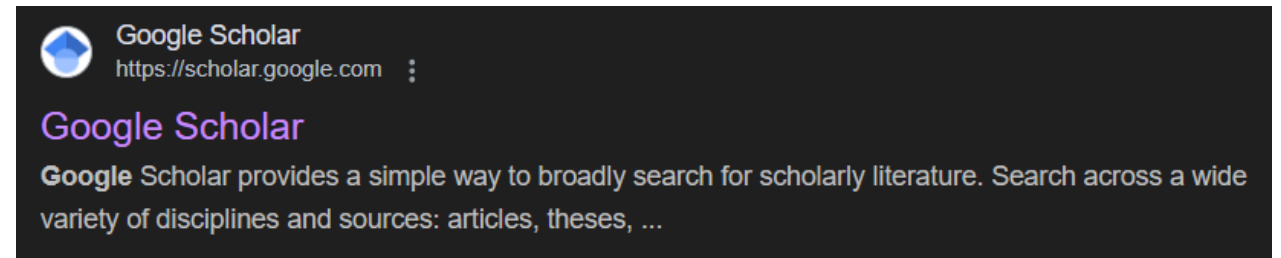 Google Scholar
https://scholar.google.com
Google Scholar
Google Scholar provides a simple way to broadly search for scholarly literature. Search across a wide
variety of disciplines and sources: articles, theses, ...